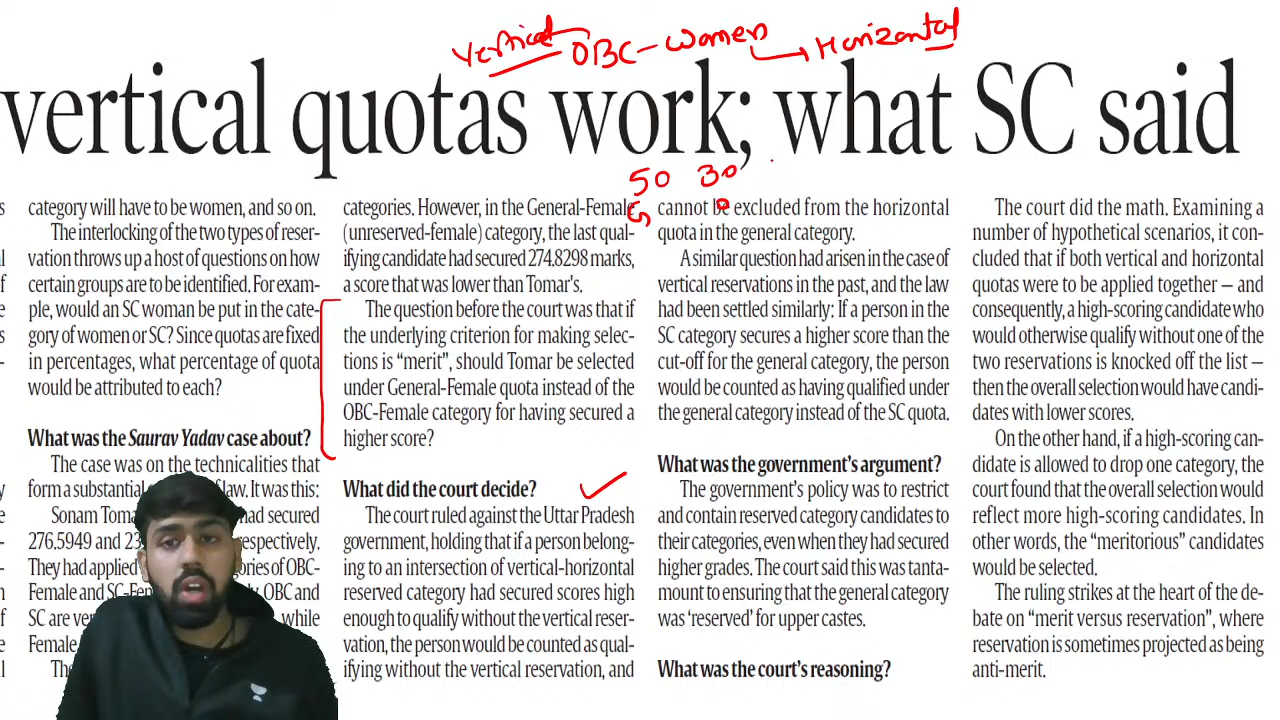 vertical OBC - women → Horizontal
vertical quotas work; what SC said
50 30
5 0
s
category will have to be women, and so on.
The interlocking of the two types of reser-
vation throws up a host of questions on how
certain groups are to be identified. For exam-
ple, would an SC woman be put in the cate-
gory of women or SC? Since quotas are fixed
in percentages, what percentage of quota
would be attributed to each?
What was the Saurav Yadav case about?
The case was on the technicalities that
form a substantial of law. It was this:
Sonam Toma had secured
276.5949 and 23 respectively.
They had applied ries of OBC-
Female and SC-Fem OBC and
SC are ver while
Female
Th
categories. However, in the General-Female
(unreserved-female) category, the last qual-
ifying candidate had secured 274.8298 marks,
a score that was lower than Tomar's.
The question before the court was that if
the underlying criterion for making selec-
tions is “merit”, should Tomar be selected
under General-Female quota instead of the
OBC-Female category for having secured a
higher score?
What did the court decide?
The court ruled against the Uttar Pradesh
government, holding that if a person belong-
ing to an intersection of vertical-horizontal
reserved category had secured scores high
enough to qualify without the vertical reser-
vation, the person would be counted as qual-
ifying without the vertical reservation, and
cannot be excluded from the horizontal
quota in the general category.
A similar question had arisen in the case of
vertical reservations in the past, and the law
had been settled similarly: If a person in the
SC category secures a higher score than the
cut-off for the general category, the person
would be counted as having qualified under
the general category instead of the SC quota.
What was the government’s argument?
The government’s policy was to restrict
and contain reserved category candidates to
their categories, even when they had secured
higher grades. The court said this was tanta-
mount to ensuring that the general category
was ‘reserved’ for upper castes.
What was the court’s reasoning?
The court did the math. Examining a
number of hypothetical scenarios, it con-
cluded that if both vertical and horizontal
quotas were to be applied together — and
consequently, a high-scoring candidate who
would otherwise qualify without one of the
two reservations is knocked off the list —
then the overall selection would have candi-
dates with lower scores.
On the other hand, if a high-scoring can-
didate is allowed to drop one category, the
court found that the overall selection would
reflect more high-scoring candidates. In
other words, the “meritorious” candidates
would be selected.
The ruling strikes at the heart of the de-
bate on “merit versus reservation”, where
reservation is sometimes projected as being
anti-merit.